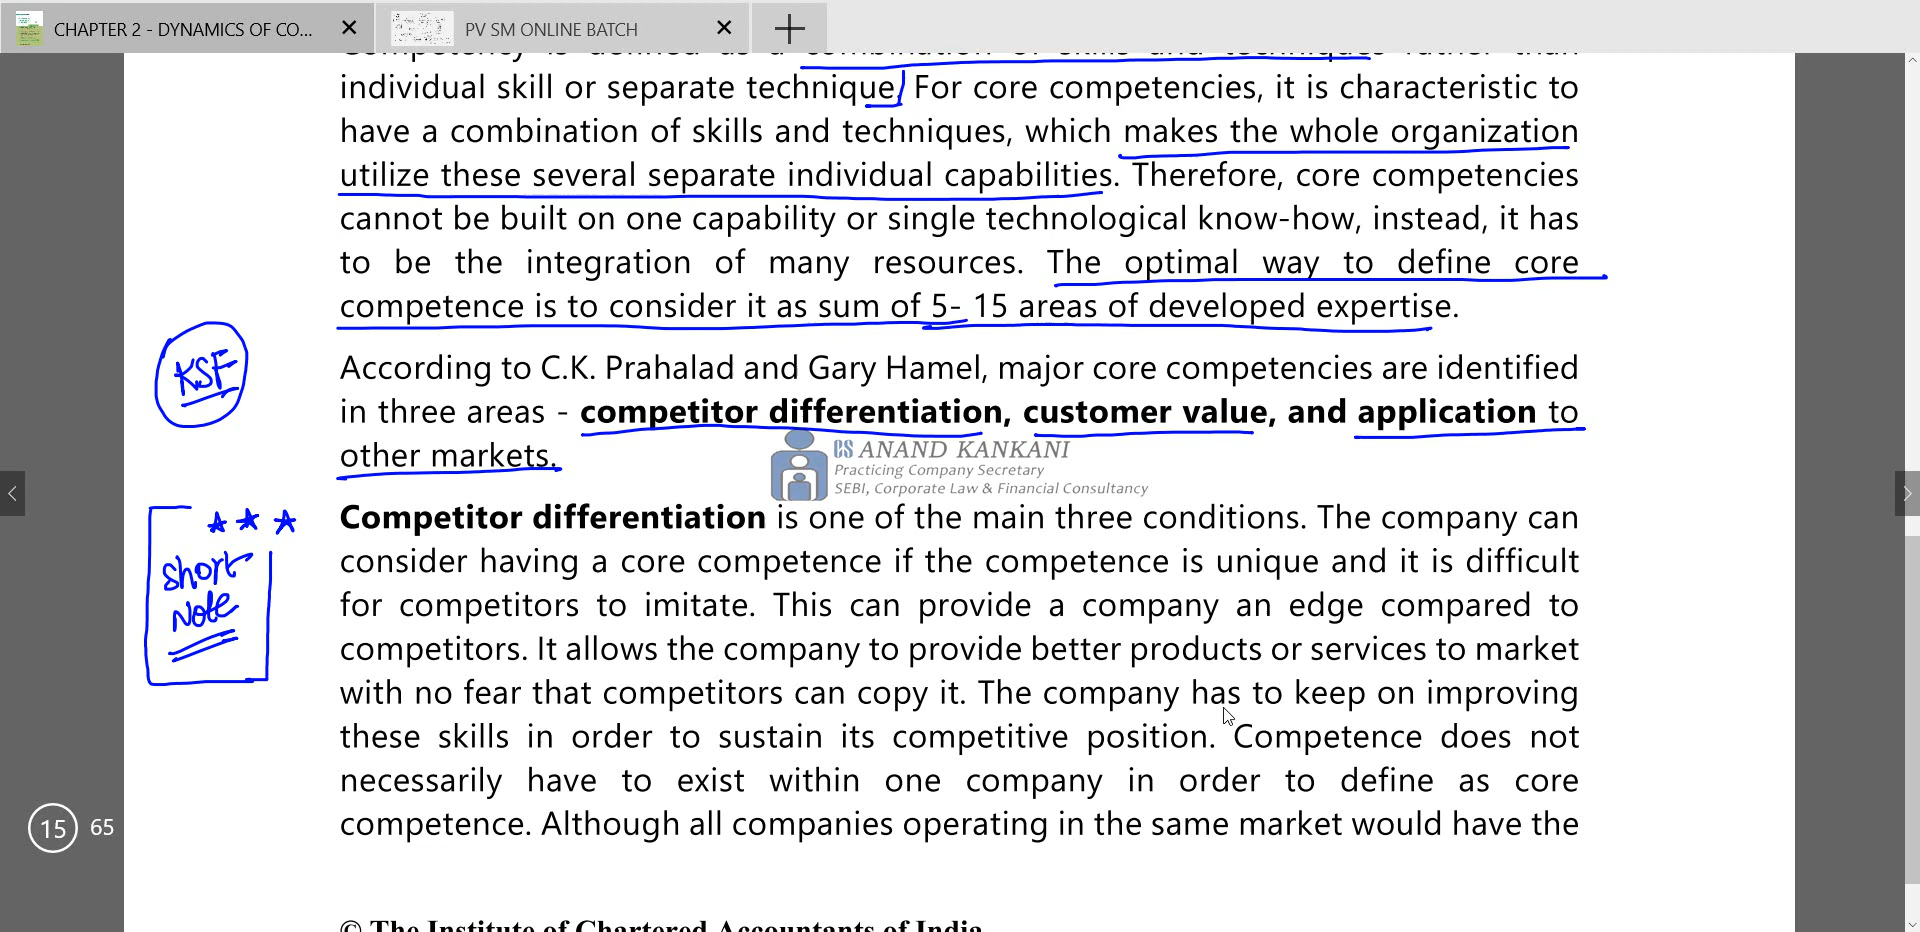 CHAPTER 2 - DYNAMICS OF CO...
PV SM ONLINE BATCH
Competency is defined as a combination of skills and techniques rather than
individual skill or separate technique. For core competencies, it is characteristic to
have a combination of skills and techniques, which makes the whole organization
utilize these several separate individual capabilities. Therefore, core competencies
cannot be built on one capability or single technological know-how, instead, it has
to be the integration of many resources. The optimal way to define core
competence is to consider it as sum of 5- 15 areas of developed expertise.
KSF
According to C.K. Prahalad and Gary Hamel, major core competencies are identified
in three areas - competitor differentiation, customer value, and application to
other markets.
CS ANAND KANKANI
Practicing Company Secretary
SEBI, Corporate Law & Financial Consultancy
Short
Note
Competitor differentiation is one of the main three conditions. The company can
consider having a core competence if the competence is unique and it is difficult
for competitors to imitate. This can provide a company an edge compared to
competitors. It allows the company to provide better products or services to market
with no fear that competitors can copy it. The company has to keep on improving
these skills in order to sustain its competitive position. Competence does not
necessarily have to exist within one company in order to define as core
competence. Although all companies operating in the same market would have the
15 65
© The Institute of Chartered Accountants of India